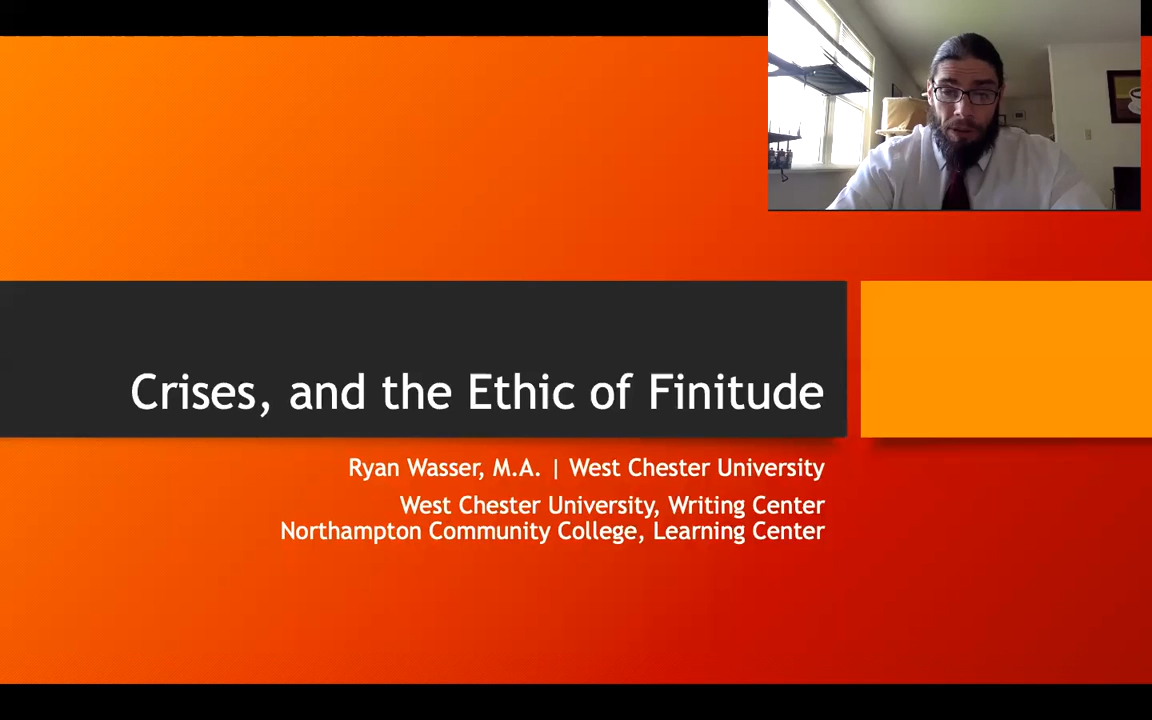 Crises, and the Ethic of Finitude
Ryan Wasser, M.A. | West Chester University
West Chester University, Writing Center
Northampton Community College, Learning Center